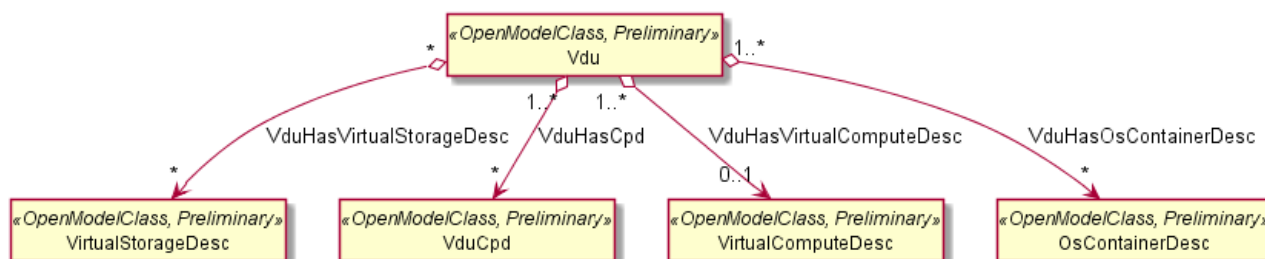 «OpenModelClass, Preliminary»
Vdu
* 1..* 1..* 1..*
VduHasVirtualStorageDesc VduHasCpd VduHasVirtualComputeDesc VduHasOsContainerDesc
* * 0..1 *
«OpenModelClass, Preliminary» «OpenModelClass, Preliminary» «OpenModelClass, Preliminary» «OpenModelClass, Preliminary»
VirtualStorageDesc VduCpd VirtualComputeDesc OsContainerDesc